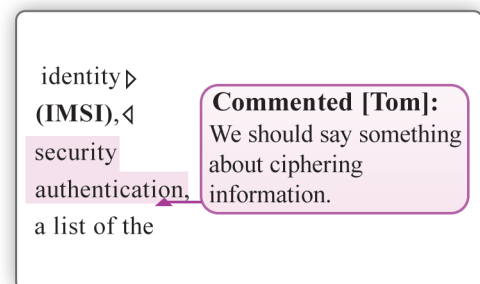 identity▷
(IMSI),◁
security
authentication,
a list of the
Commented [Tom]:
We should say something
about ciphering
information.